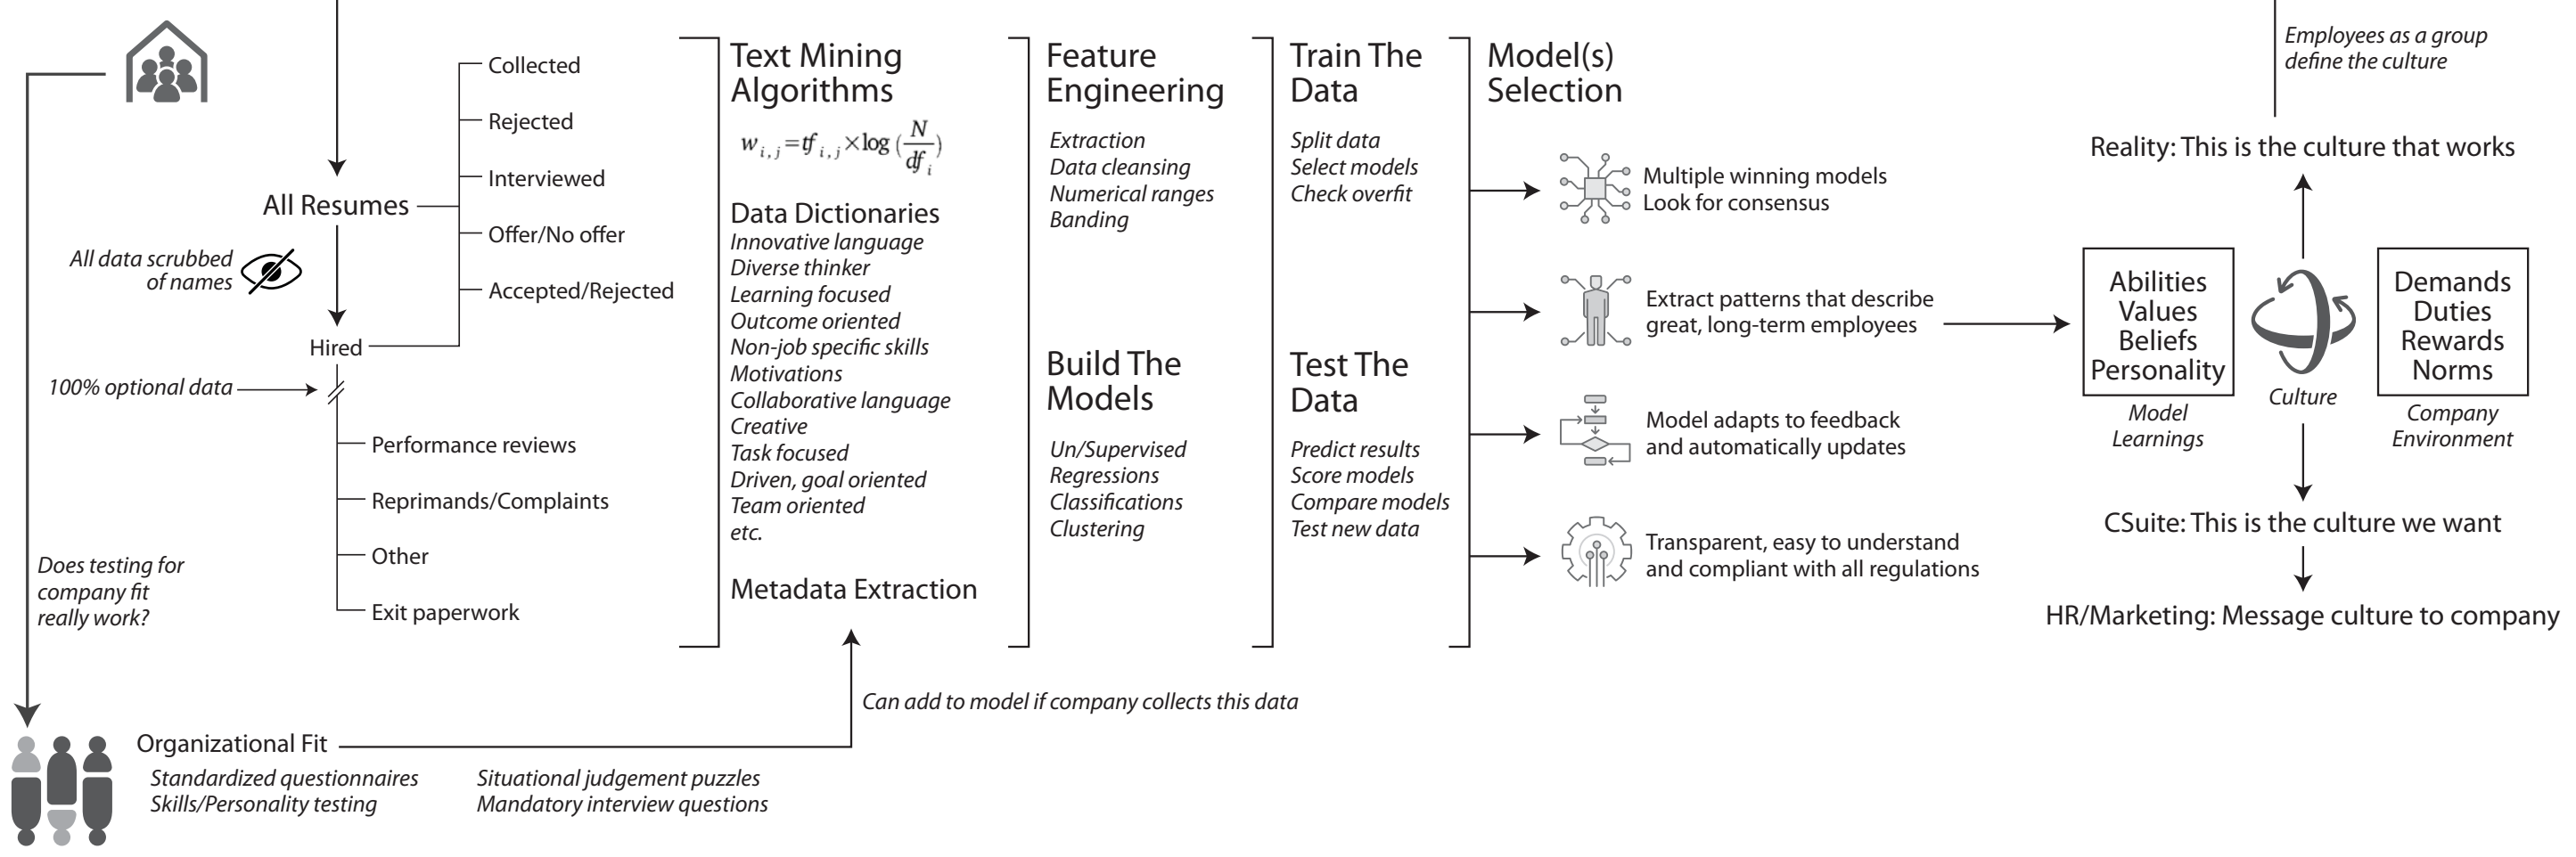 All Resumes
All data scrubbed
of names
Hired
100% optional data
Collected
Rejected
Interviewed
Offer/No offer
Accepted/Rejected
Performance reviews
Reprimands/Complaints
Other
Exit paperwork
Does testing for
company fit
really work?
Organizational Fit
Standardized questionnaires
Skills/Personality testing
Situational judgement puzzles
Mandatory interview questions
Can add to model if company collects this data
Text Mining
Algorithms
w i,j = tf i,j × log (N / df i)
Data Dictionaries
Innovative language
Diverse thinker
Learning focused
Outcome oriented
Non-job specific skills
Motivations
Collaborative language
Creative
Task focused
Driven, goal oriented
Team oriented
etc.
Metadata Extraction
Feature
Engineering
Extraction
Data cleansing
Numerical ranges
Banding
Build The
Models
Un/Supervised
Regressions
Classifications
Clustering
Train The
Data
Split data
Select models
Check overfit
Test The
Data
Predict results
Score models
Compare models
Test new data
Model(s)
Selection
Multiple winning models
Look for consensus
Extract patterns that describe
great, long-term employees
Model adapts to feedback
and automatically updates
Transparent, easy to understand
and compliant with all regulations
Employees as a group
define the culture
Reality: This is the culture that works
Abilities
Values
Beliefs
Personality
Model
Learnings
Culture
Demands
Duties
Rewards
Norms
Company
Environment
CSuite: This is the culture we want
HR/Marketing: Message culture to company